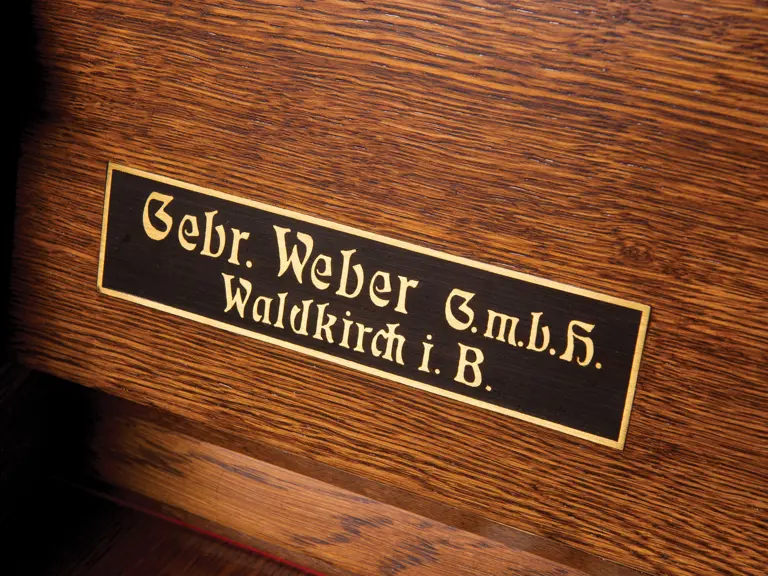 Gebr. Weber G.m.b.H.
Waldkirch i. B.